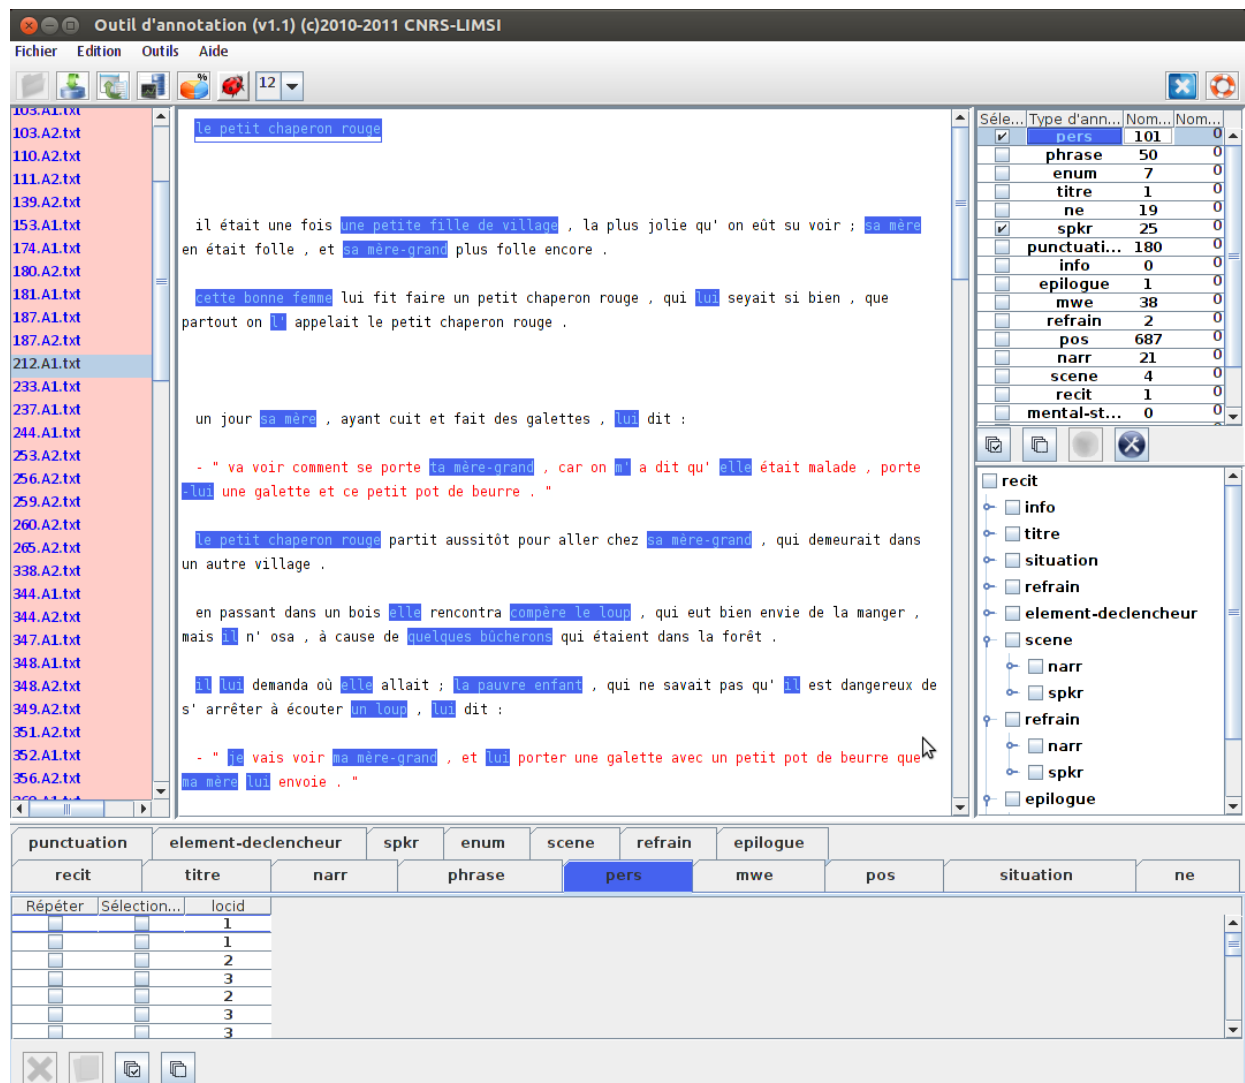 Outil d'annotation (v1.1) (c)2010-2011 CNRS-LIMSI
Fichier Edition Outils Aide
% 12
103.A1.txt
103.A2.txt
110.A2.txt
111.A2.txt
139.A2.txt
153.A1.txt
174.A1.txt
180.A2.txt
181.A1.txt
187.A1.txt
187.A2.txt
212.A1.txt
233.A1.txt
237.A1.txt
244.A1.txt
253.A2.txt
256.A1.txt
259.A2.txt
260.A2.txt
265.A2.txt
338.A2.txt
344.A1.txt
344.A2.txt
347.A1.txt
348.A1.txt
348.A2.txt
349.A2.txt
351.A2.txt
352.A1.txt
356.A2.txt
le petit chaperon rouge
il était une fois une petite fille de village , la plus jolie qu' on eût su voir ; sa mère
en était folle , et sa mère-grand plus folle encore .
cette bonne femme lui fit faire un petit chaperon rouge , qui lui seyait si bien , que
partout on l' appelait le petit chaperon rouge .
un jour sa mère , ayant cuit et fait des galettes , lui dit :
- " va voir comment se porte ta mère-grand , car on m' a dit qu' elle était malade , porte
-lui une galette et ce petit pot de beurre . "
le petit chaperon rouge partit aussitôt pour aller chez sa mère-grand , qui demeurait dans
un autre village .
en passant dans un bois elle rencontra compère le loup , qui eut bien envie de la manger ,
mais il n' osa , à cause de quelques bûcherons qui étaient dans la forêt .
il lui demanda où elle allait ; la pauvre enfant , qui ne savait pas qu' il est dangereux de
s' arrêter à écouter un loup , lui dit :
- " je vais voir ma mère-grand , et lui porter une galette avec un petit pot de beurre que
ma mère lui envoie . "
Séle... Type d'ann... Nom... Nom...
pers 101 0
phrase 50 0
enum 7 0
titre 1 0
ne 19 0
spkr 25 0
punctuati... 180 0
info 0 0
epilogue 1 0
mwe 38 0
refrain 2 0
pos 687 0
narr 21 0
scene 4 0
recit 1 0
mental-st... 0 0
recit
info
titre
situation
refrain
element-declencheur
scene
narr
spkr
refrain
narr
spkr
epilogue
punctuation element-declencheur spkr enum scene refrain epilogue
recit titre narr phrase pers mwe pos situation ne
Répéter Sélection... locid
1
1
2
3
2
3
3